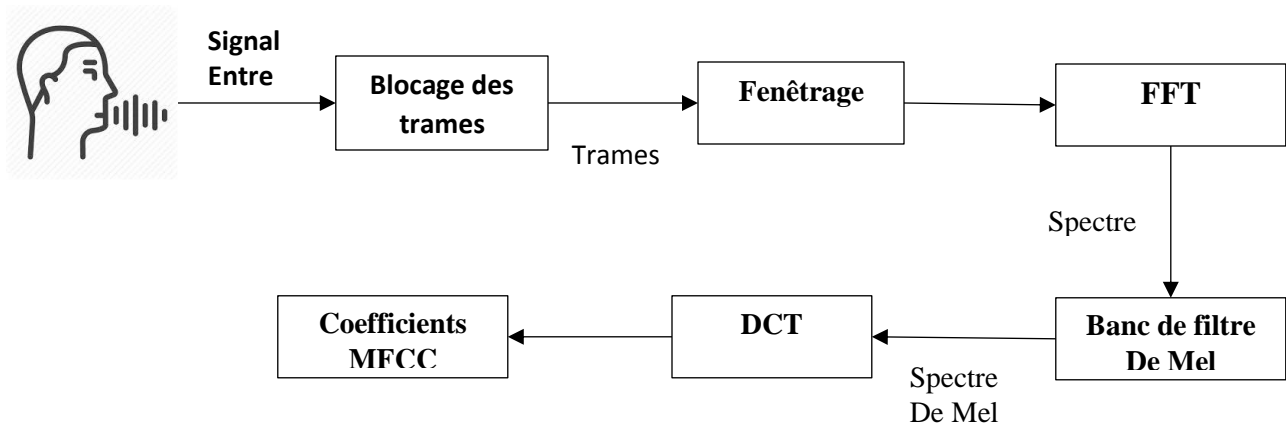 Signal
Entre
Blocage des
trames
Trames
Fenêtrage
FFT
Spectre
Banc de filtre
De Mel
Spectre
De Mel
DCT
Coefficients
MFCC